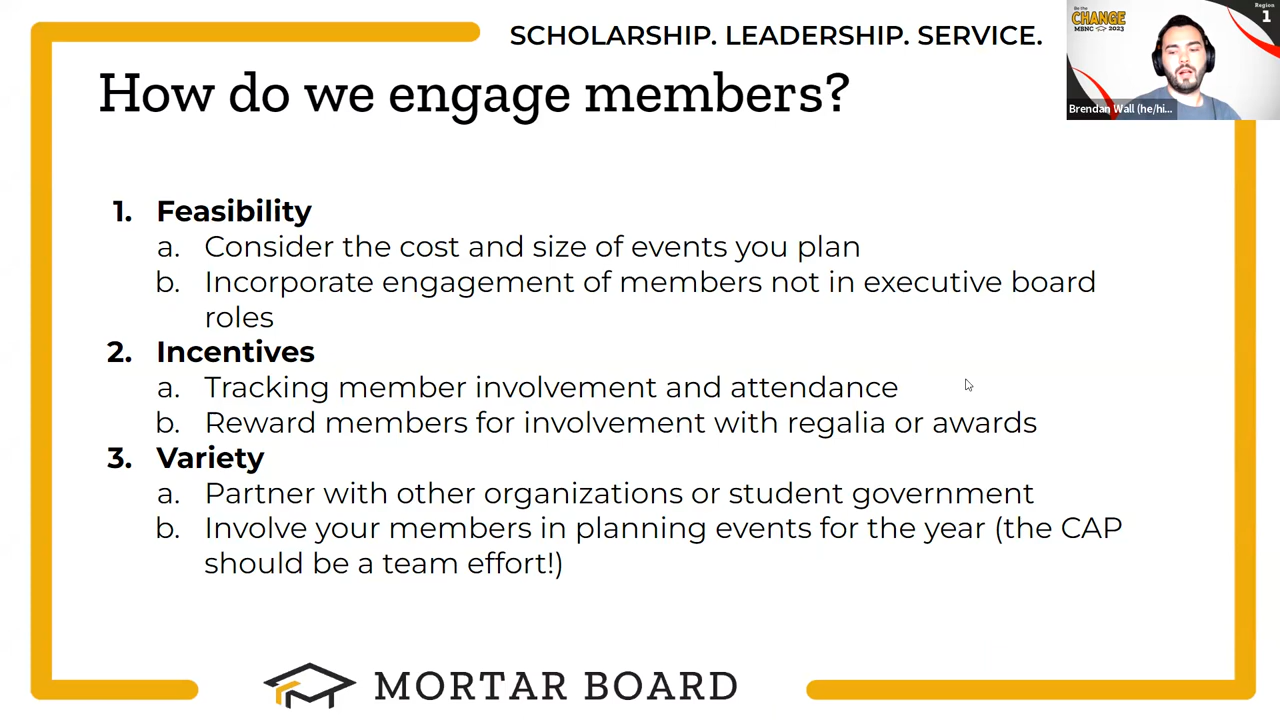 SCHOLARSHIP. LEADERSHIP. SERVICE.
How do we engage members?
1. Feasibility
a. Consider the cost and size of events you plan
b. Incorporate engagement of members not in executive board
roles
2. Incentives
a. Tracking member involvement and attendance
b. Reward members for involvement with regalia or awards
3. Variety
a. Partner with other organizations or student government
b. Involve your members in planning events for the year (the CAP
should be a team effort!)
MORTAR BOARD
Be the
CHANGE
MBNC 2023
Region
1
Brendan Wall (he/hi...